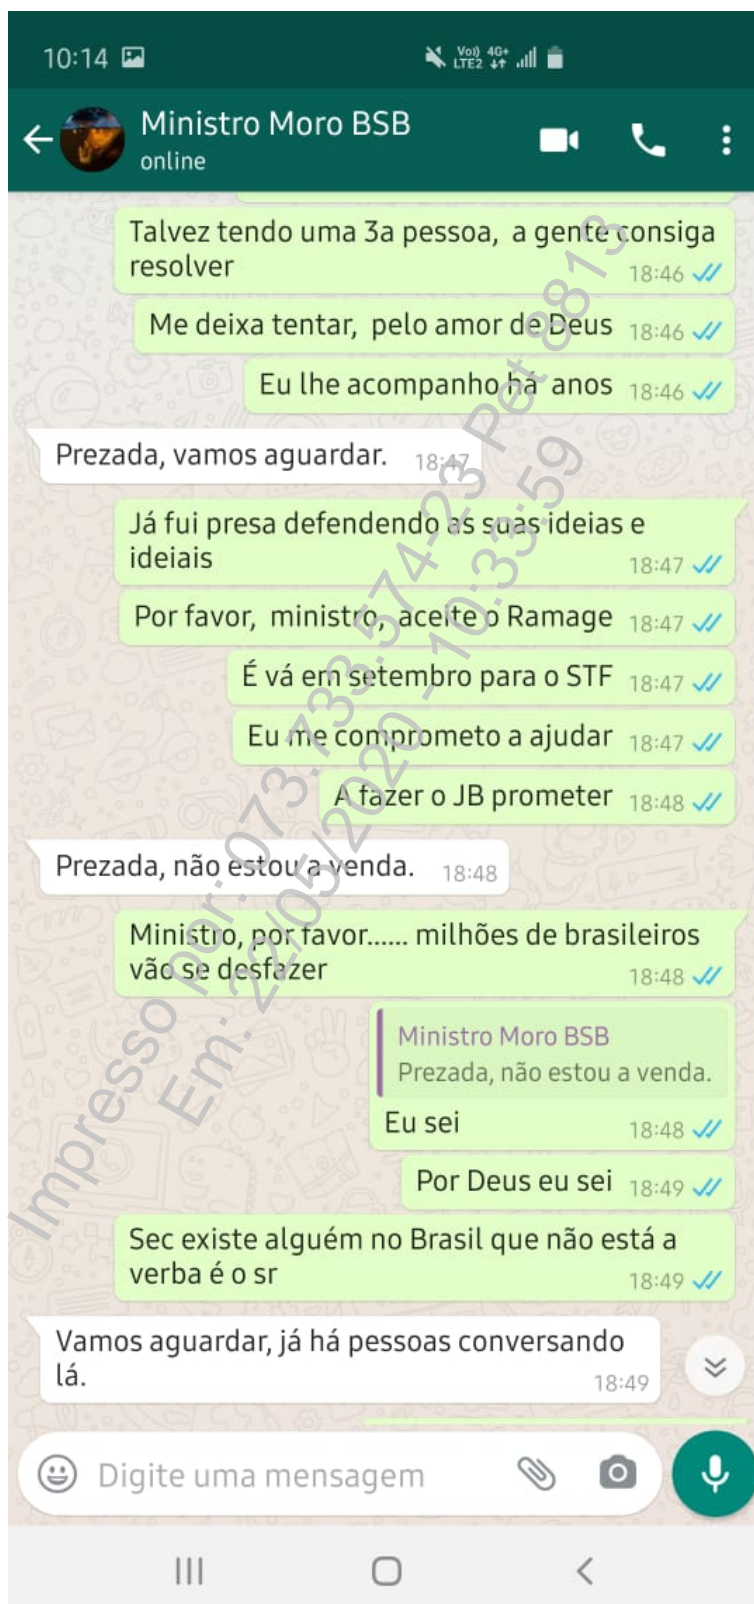 10:14
Vo)) 4G+
LTE2
Ministro Moro BSB
online
Talvez tendo uma 3a pessoa, a gente consiga
resolver
18:46
Me deixa tentar, pelo amor de Deus 18:46
Eu lhe acompanho há anos 18:46
Prezada, vamos aguardar. 18:47
Já fui presa defendendo as suas ideias e
ideiais
18:47
Por favor, ministro, aceite o Ramage 18:47
É vá em setembro para o STF 18:47
Eu me comprometo a ajudar 18:47
A fazer o JB prometer 18:48
Prezada, não estou a venda. 18:48
Ministro, por favor...... milhões de brasileiros
vão se desfazer
18:48
Ministro Moro BSB
Prezada, não estou a venda.
Eu sei 18:48
Por Deus eu sei 18:49
Sec existe alguém no Brasil que não está a
verba é o sr
18:49
Vamos aguardar, já há pessoas conversando
lá.
18:49
Digite uma mensagem
Impresso por: 073.733.574-23 Pet 8813
Em: 22/05/2020 - 10:33:59